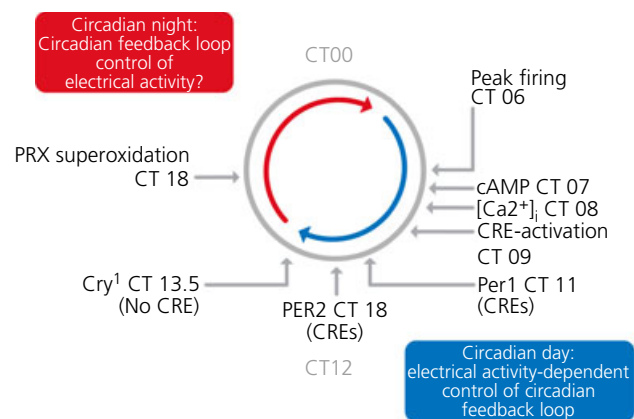 Circadian night:
Circadian feedback loop
control of
electrical activity?
CT00
Peak firing
CT 06
PRX superoxidation
CT 18
cAMP CT 07
[Ca2+]i CT 08
CRE-activation
CT 09
Cry1 CT 13.5
(No CRE)
PER2 CT 18
(CREs)
Per1 CT 11
(CREs)
CT12
Circadian day:
electrical activity-dependent
control of circadian
feedback loop